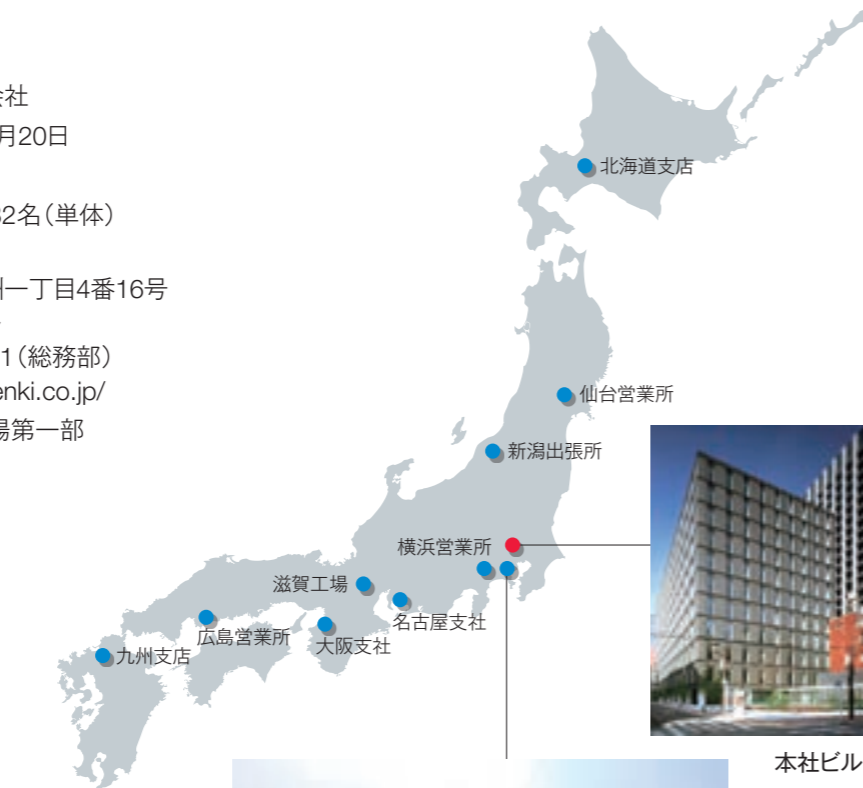 会社
月20日
32名（単体）
一丁目4番16号
1（総務部）
enki.co.jp/
場第一部
北海道支店
仙台営業所
新潟出張所
横浜営業所
滋賀工場
名古屋支社
広島営業所
大阪支社
九州支店
本社ビル